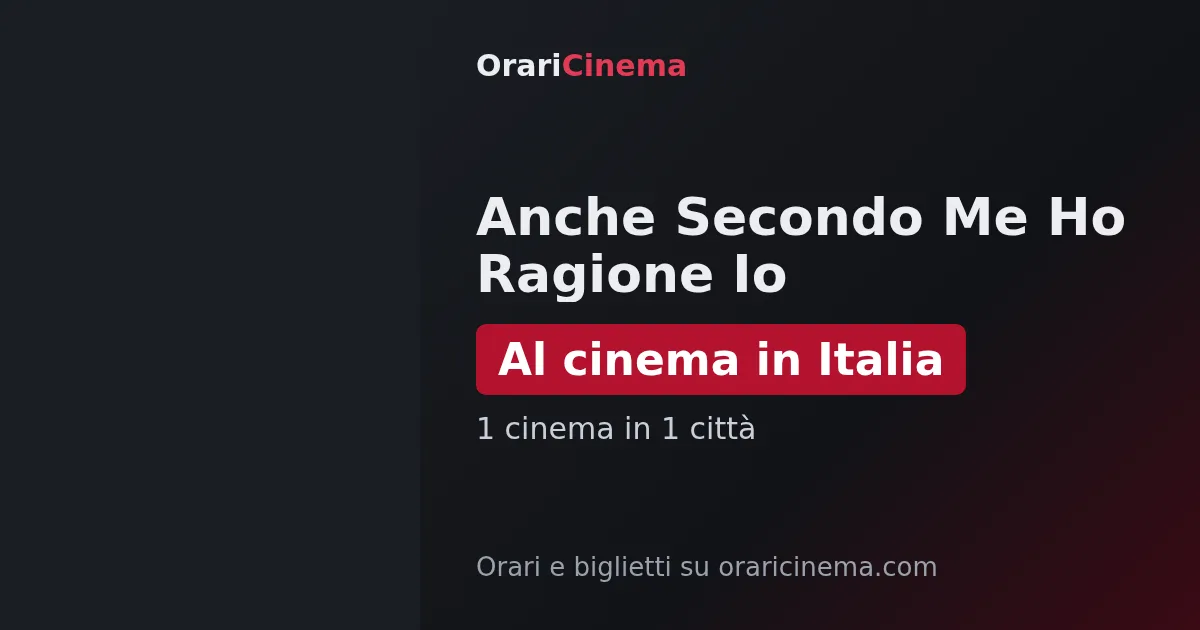 OrariCinema
Anche Secondo Me Ho
Ragione Io
Al cinema in Italia
1 cinema in 1 città
Orari e biglietti su oraricinema.com